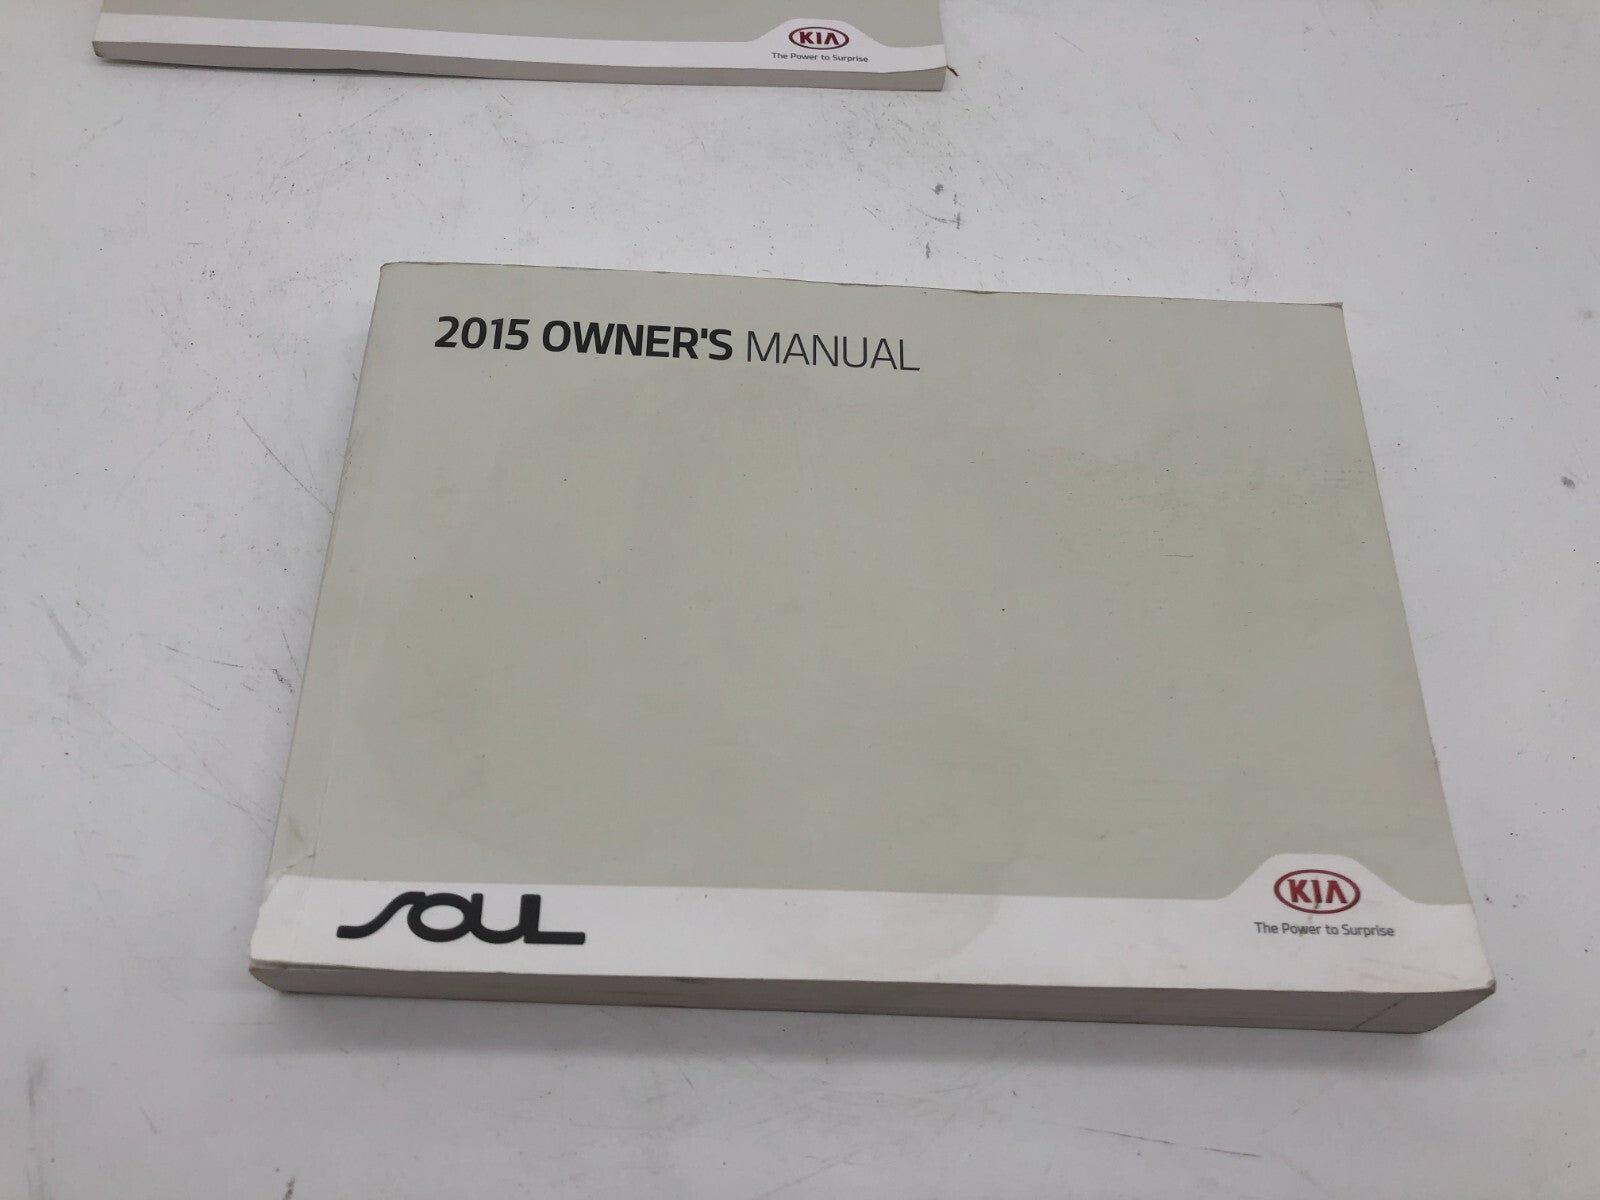 KIA
The Power to Surprise
2015 OWNER'S MANUAL
SOUL
KIA
The Power to Surprise